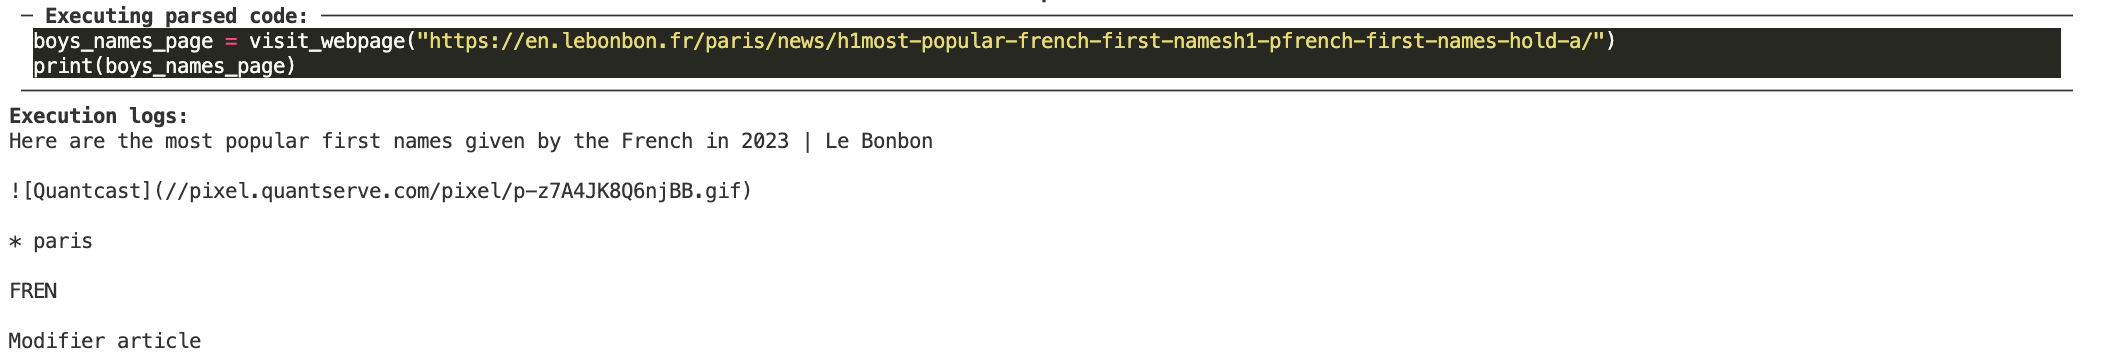 Executing parsed code:
boys_names_page = visit_webpage("https://en.lebonbon.fr/paris/news/h1most-popular-french-first-namesh1-pfrench-first-names-hold-a/")
print(boys_names_page)
Execution logs:
Here are the most popular first names given by the French in 2023 | Le Bonbon
![Quantcast](//pixel.quantserve.com/pixel/p-z7A4JK8Q6njBB.gif)
* paris
FREN
Modifier article